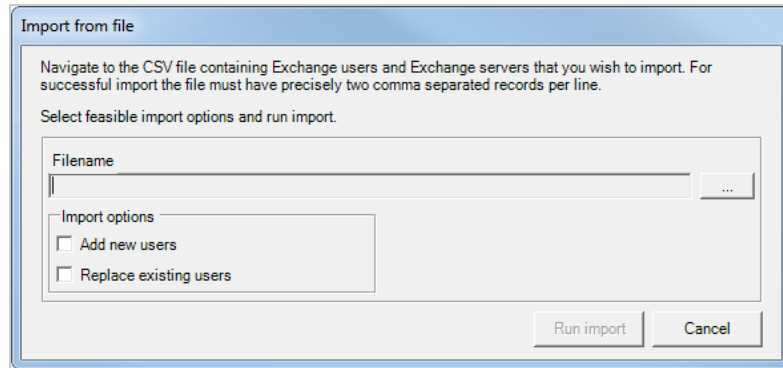 Import from file
Navigate to the CSV file containing Exchange users and Exchange servers that you wish to import. For
successful import the file must have precisely two comma separated records per line.
Select feasible import options and run import.
Filename
...
Import options
Add new users
Replace existing users
Run import Cancel